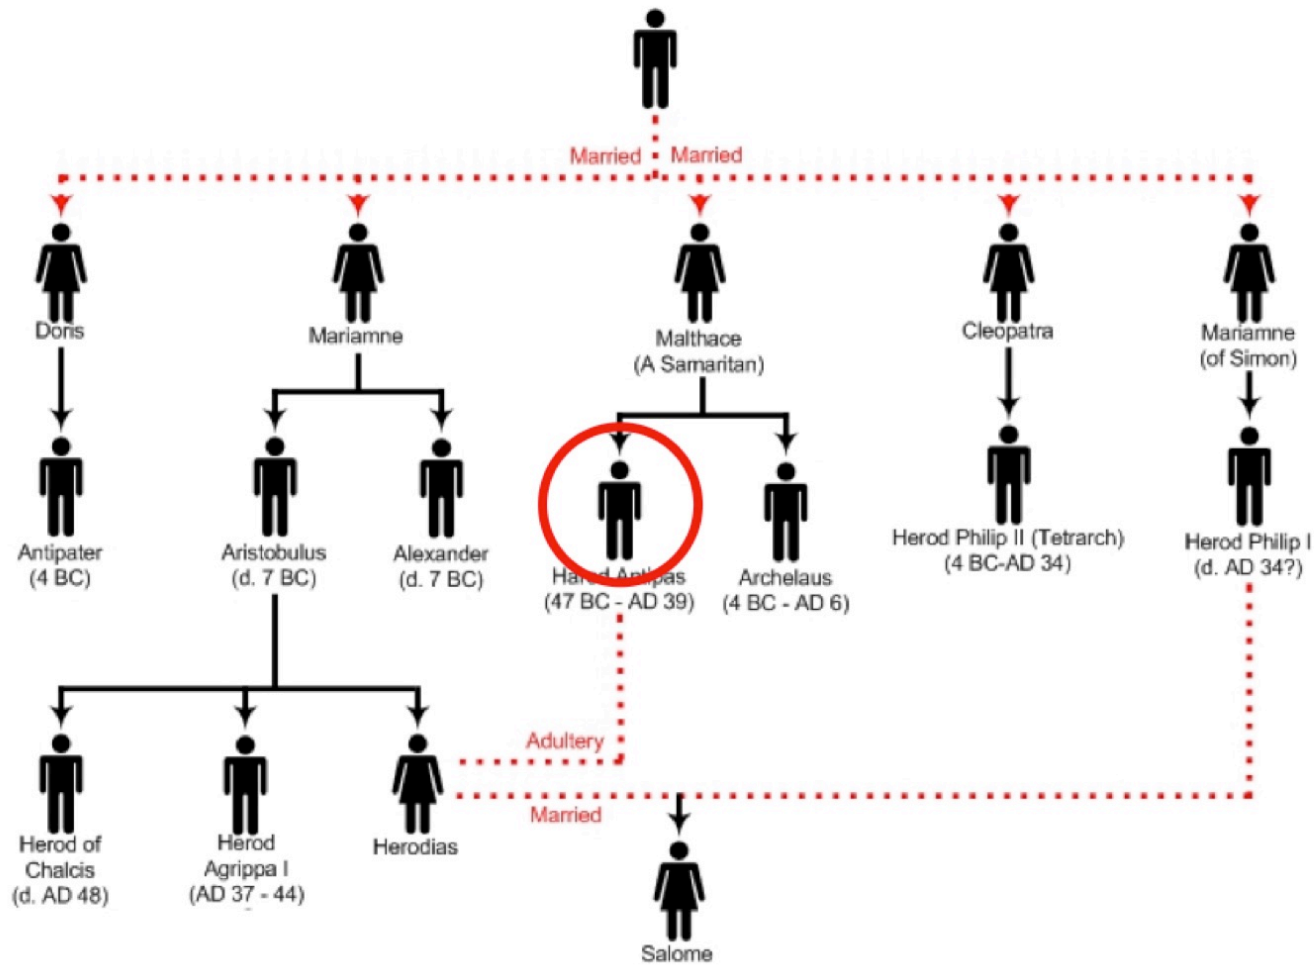 Married Married
Doris
Mariamne
Malthace
(A Samaritan)
Cleopatra
Mariamne
(of Simon)
Antipater
(4 BC)
Aristobulus
(d. 7 BC)
Alexander
(d. 7 BC)
Harod Antipas
(47 BC - AD 39)
Archelaus
(4 BC - AD 6)
Herod Philip II (Tetrarch)
(4 BC-AD 34)
Herod Philip I
(d. AD 34?)
Adultery
Married
Herod of
Chalcis
(d. AD 48)
Herod
Agrippa I
(AD 37 - 44)
Herodias
Salome